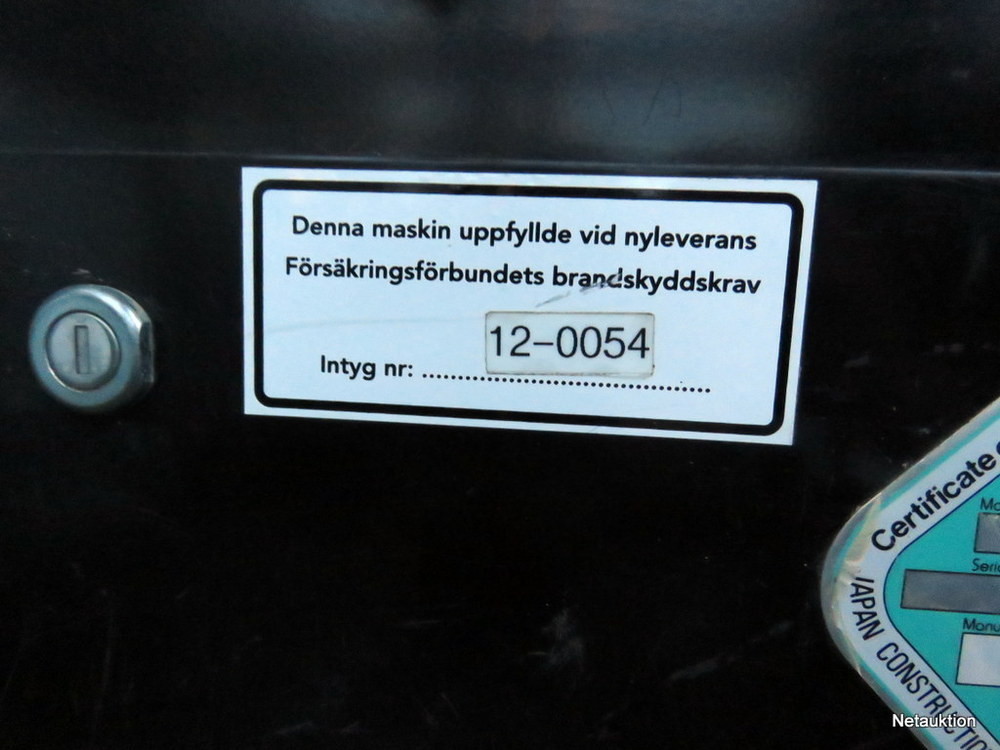 Denna maskin uppfyllde vid nyleverans
Försäkringsförbundets brandskyddskrav
12-0054
Intyg nr: ........................................
Certificate
JAPAN CONSTRUCTIO
Netauktion